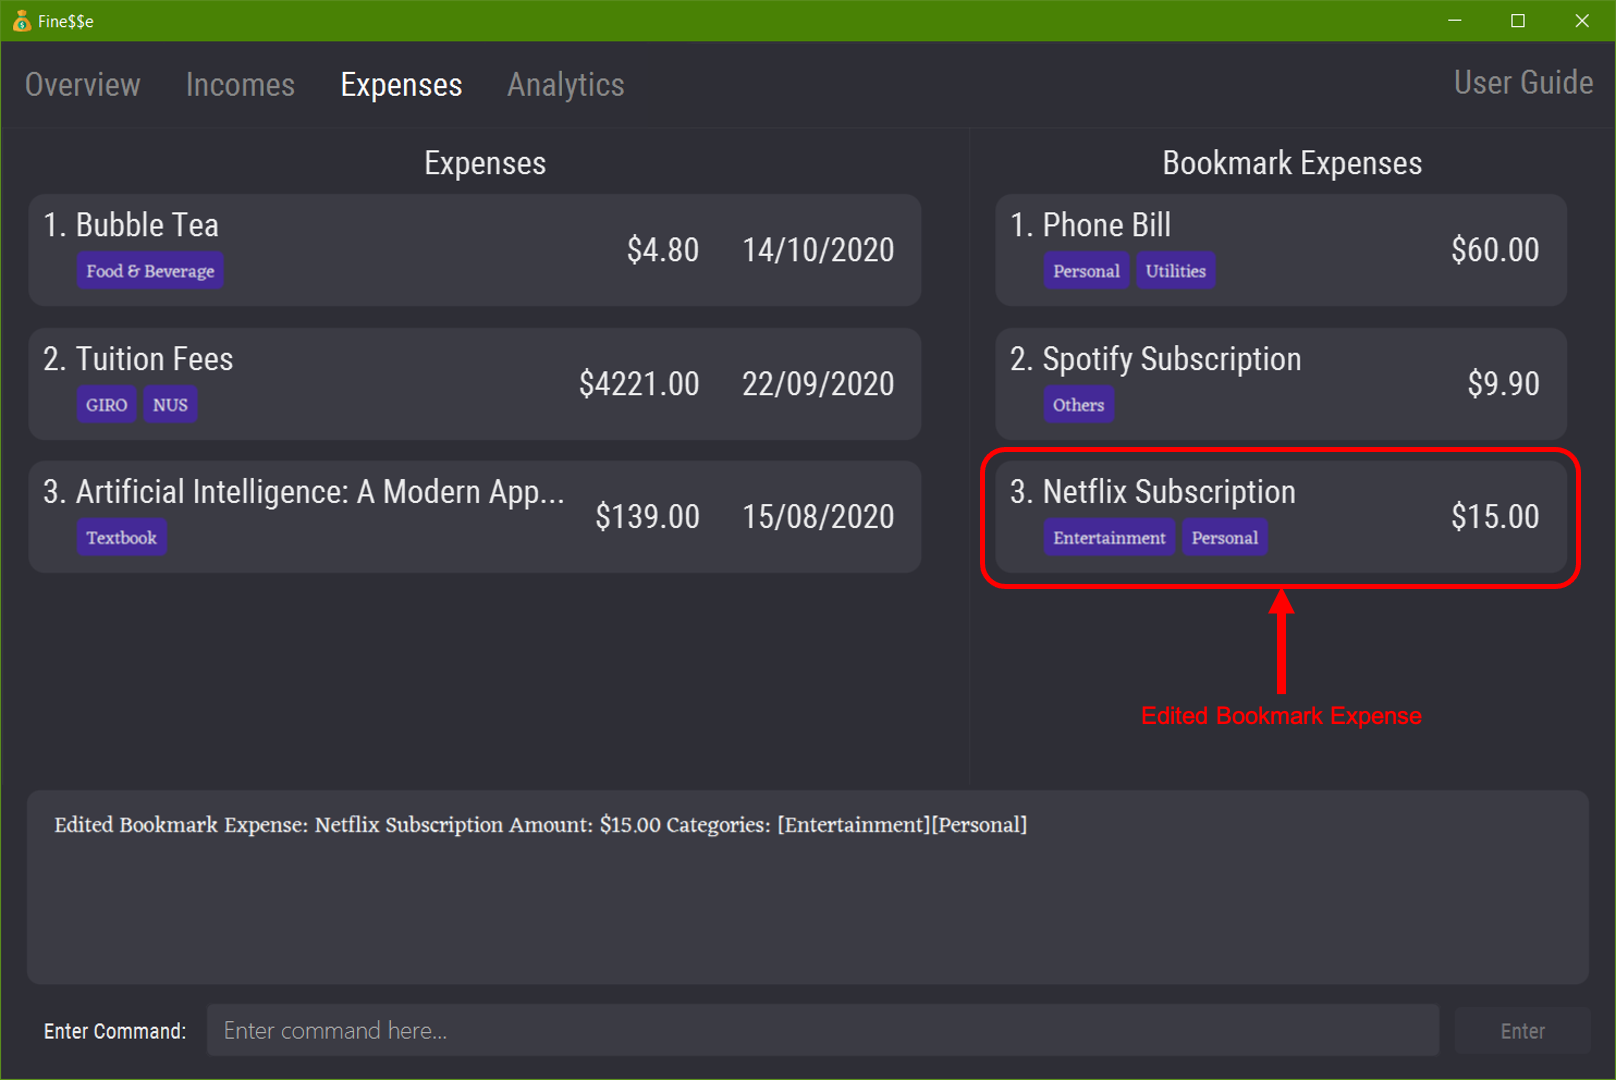 Fine$$e
Overview Incomes Expenses Analytics User Guide
Expenses
1. Bubble Tea
Food & Beverage
$4.80 14/10/2020
2. Tuition Fees
GIRO NUS
$4221.00 22/09/2020
3. Artificial Intelligence: A Modern App...
Textbook
$139.00 15/08/2020
Bookmark Expenses
1. Phone Bill
Personal Utilities
$60.00
2. Spotify Subscription
Others
$9.90
3. Netflix Subscription
Entertainment Personal
$15.00
Edited Bookmark Expense
Edited Bookmark Expense: Netflix Subscription Amount: $15.00 Categories: [Entertainment][Personal]
Enter Command: Enter command here... Enter